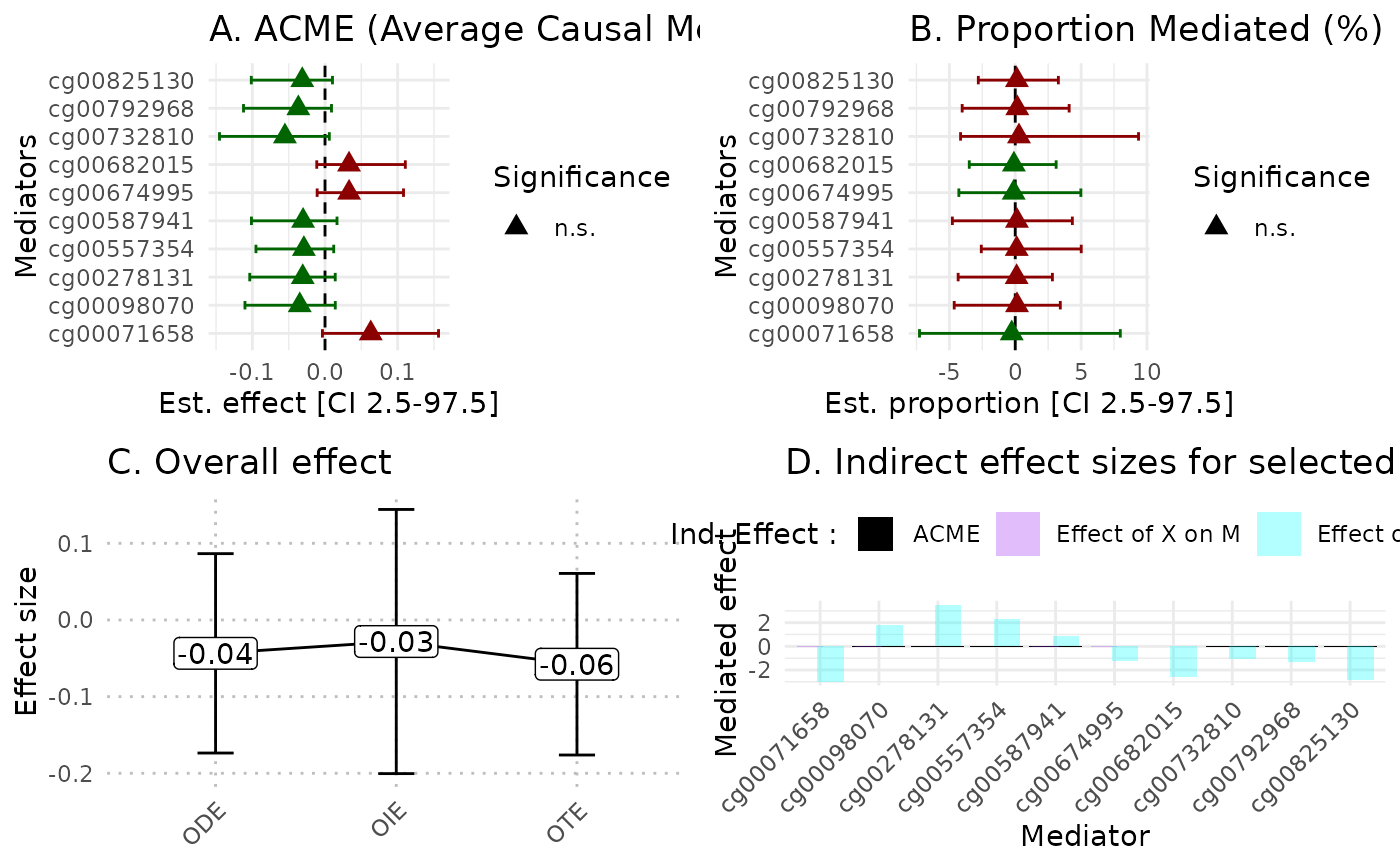 A. ACME (Average Causal
Mediators
cg00825130
cg00792968
cg00732810
cg00682015
cg00674995
cg00587941
cg00557354
cg00278131
cg00098070
cg00071658
-0.1 0.0 0.1
Est. effect [CI 2.5-97.5]
Significance
n.s.
B. Proportion Mediated (%)
Mediators
cg00825130
cg00792968
cg00732810
cg00682015
cg00674995
cg00587941
cg00557354
cg00278131
cg00098070
cg00071658
-5 0 5 10
Est. proportion [CI 2.5-97.5]
Significance
n.s.
C. Overall effect
Effect size
0.1
0.0
-0.1
-0.2
-0.04
-0.03
-0.06
ODE
OIE
OTE
D. Indirect effect sizes for selected
Ind. Effect : ACME Effect of X on M Effect
Mediated effect
2
0
-2
cg00071658
cg00098070
cg00278131
cg00557354
cg00587941
cg00674995
cg00682015
cg00732810
cg00792968
cg00825130
Mediator